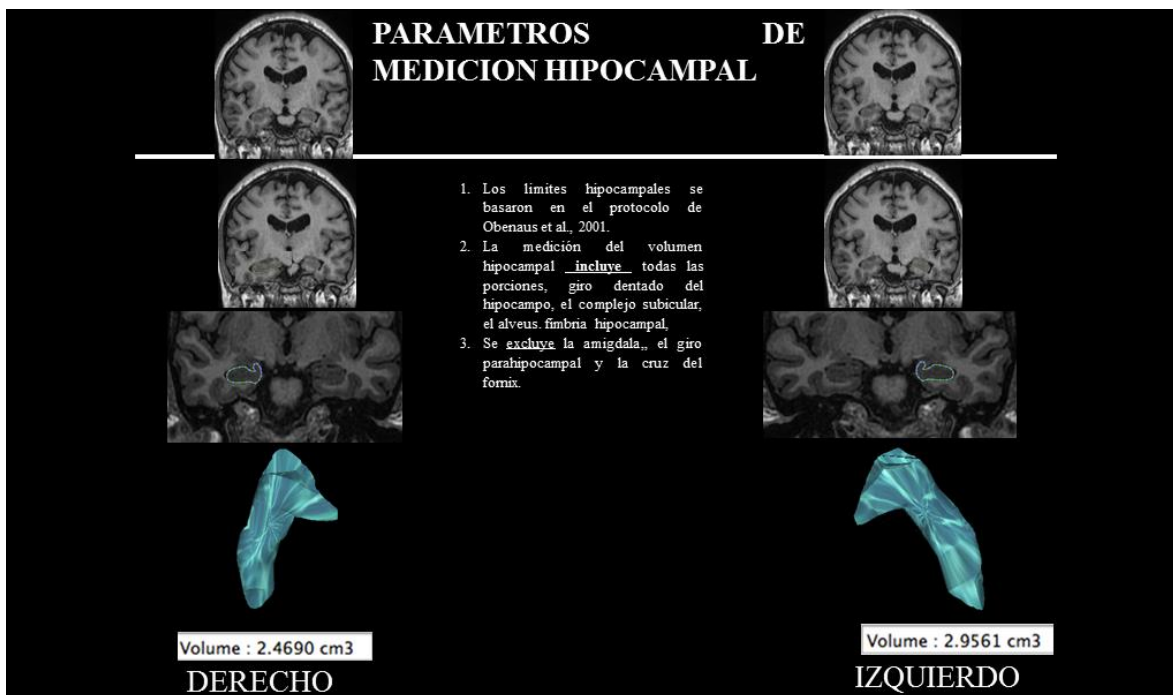 PARAMETROS DE
MEDICION HIPOCAMPAL
1. Los limites hipocampales se
basaron en el protocolo de
Obenaus et al., 2001.
2. La medición del volumen
hipocampal incluye todas las
porciones, giro dentado del
hipocampo, el complejo subicular,
el alveus. fimbria hipocampal,
3. Se excluye la amigdala,, el giro
parahipocampal y la cruz del
fornix.
Volume : 2.4690 cm3
DERECHO
Volume : 2.9561 cm3
IZQUIERDO